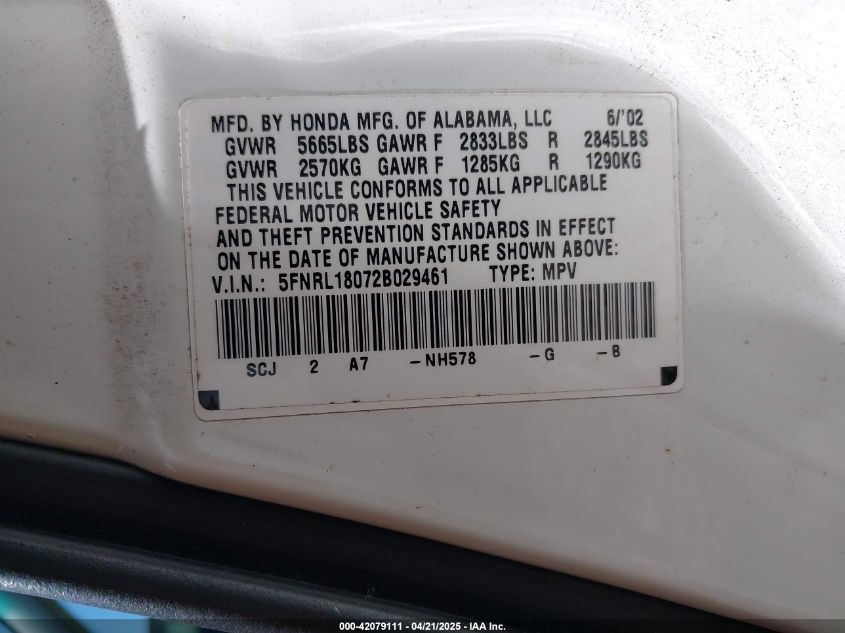 MFD. BY HONDA MFG. OF ALABAMA, LLC 6/'02
GVWR 5665LBS GAWR F 2833LBS R 2845LBS
GVWR 2570KG GAWR F 1285KG R 1290KG
THIS VEHICLE CONFORMS TO ALL APPLICABLE
FEDERAL MOTOR VEHICLE SAFETY
AND THEFT PREVENTION STANDARDS IN EFFECT
ON THE DATE OF MANUFACTURE SHOWN ABOVE:
V.I.N.: 5FNRL18072B029461 TYPE: MPV
SCJ 2 A7 -NH578 -G -B
000-42079111 - 04/21/2025 - IAA Inc.